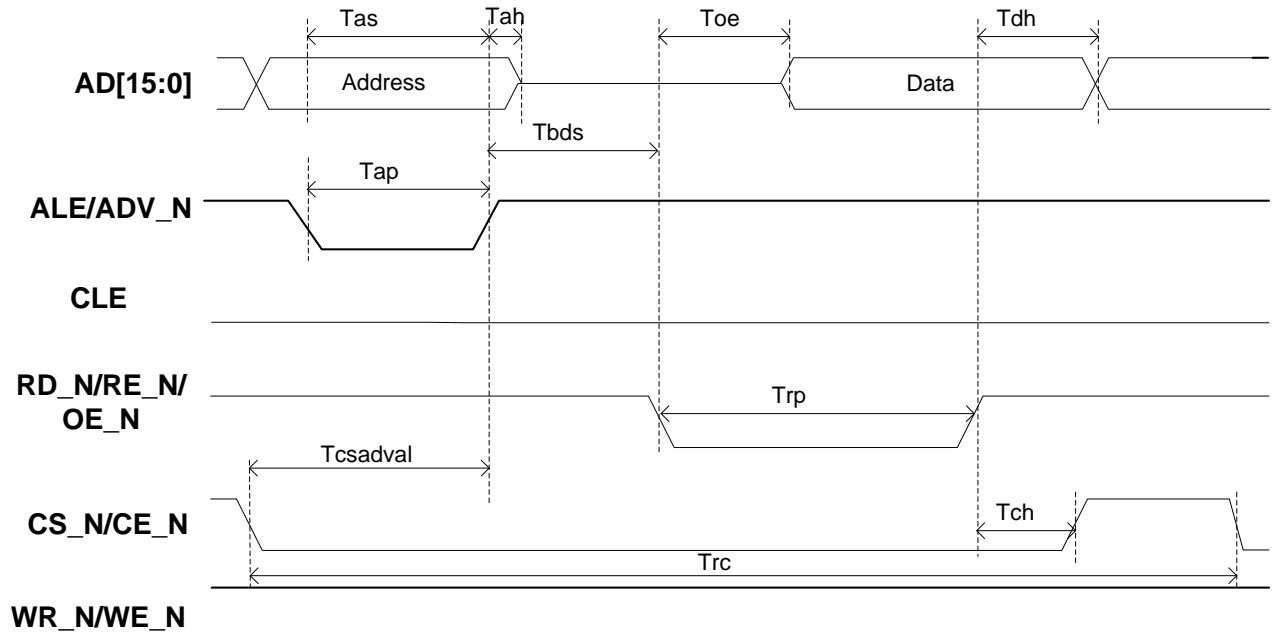 Tas
Tah
Toe
Tdh
AD[15:0]
Address
Data
Tbds
Tap
ALE/ADV_N
CLE
RD_N/RE_N/
OE_N
Trp
Tcsadval
CS_N/CE_N
Tch
Trc
WR_N/WE_N